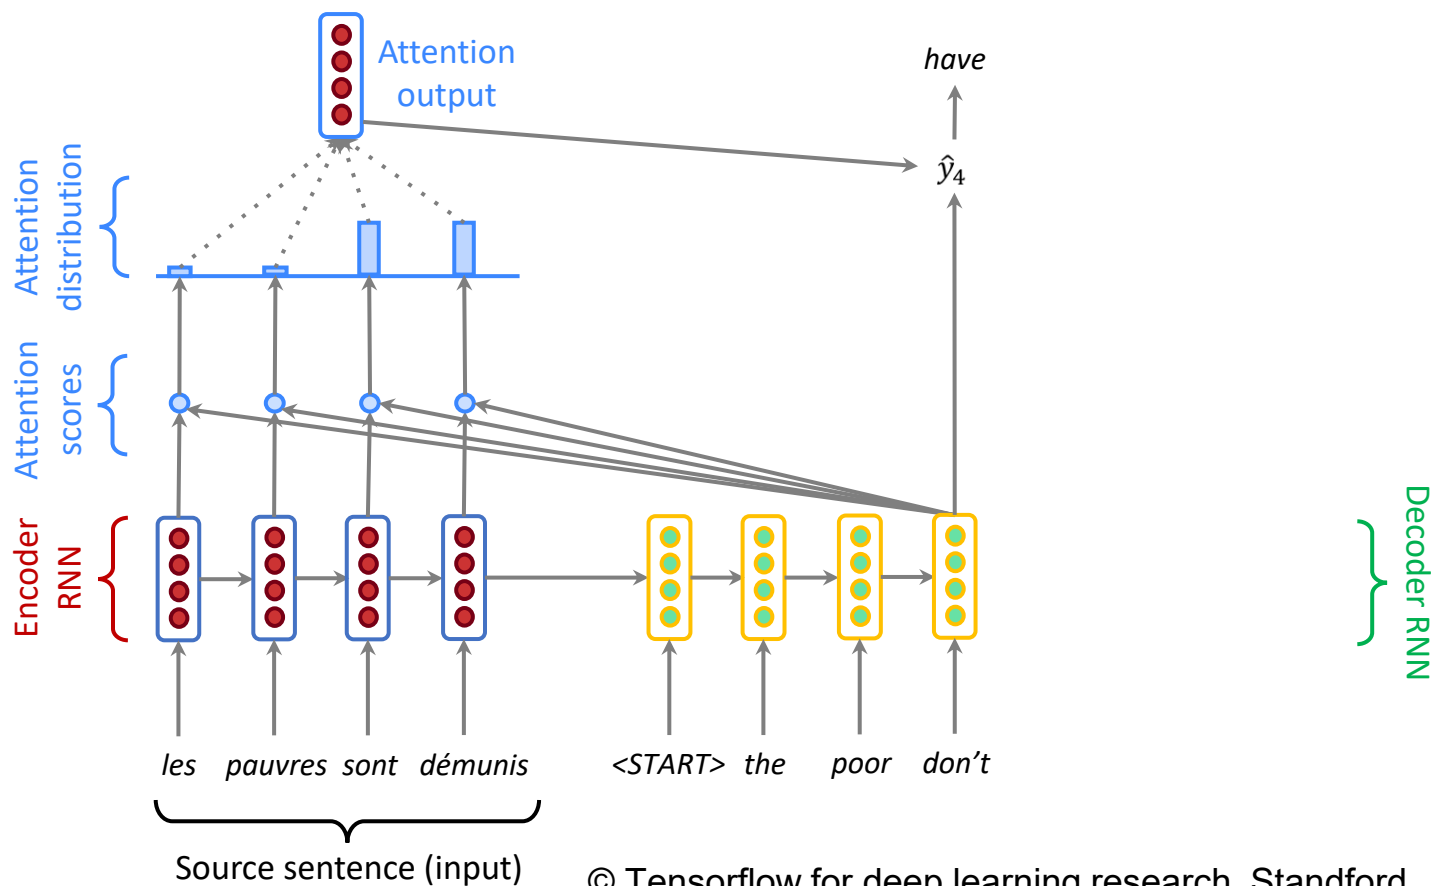 Attention
output
have
ŷ4
Attention
distribution
Attention
scores
Encoder
RNN
Decoder RNN
les pauvres sont démunis <START> the poor don't
Source sentence (input)
© Tensorflow for deep learning research. Standford